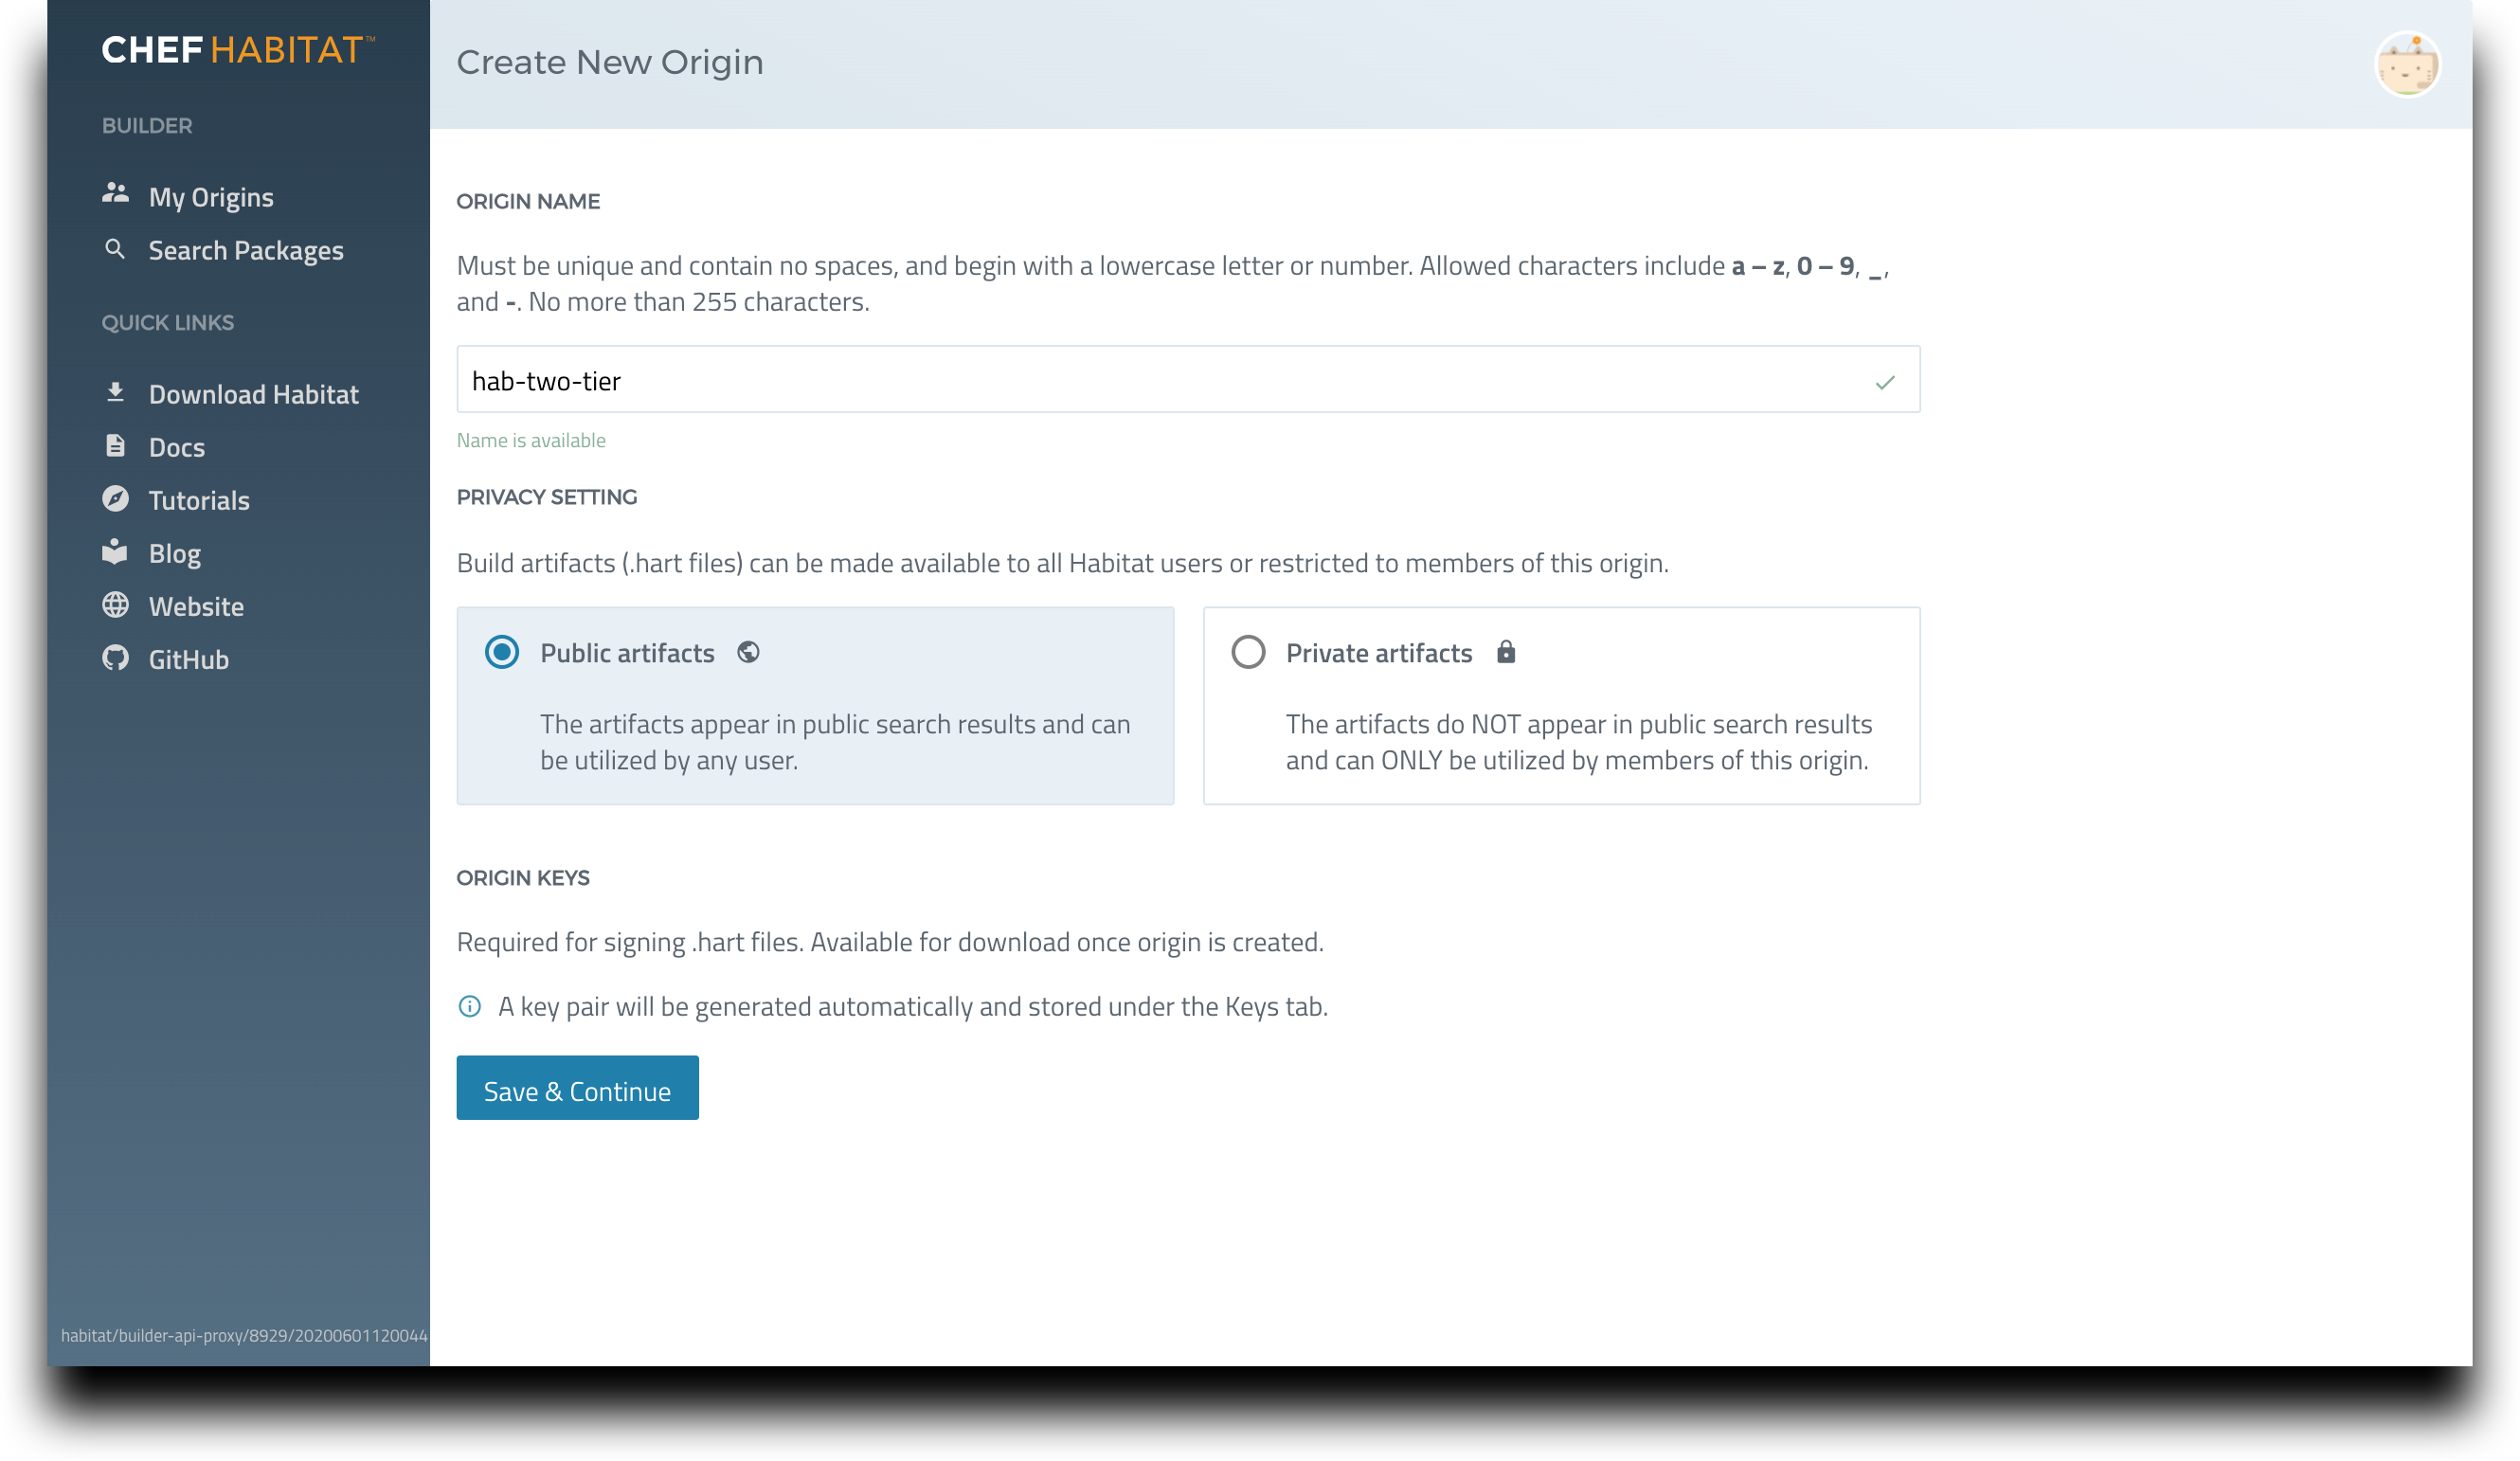 CHEF HABITAT™
BUILDER
My Origins
Search Packages
QUICK LINKS
Download Habitat
Docs
Tutorials
Blog
Website
GitHub
habitat/builder-api-proxy/8929/20200601120044
Create New Origin
ORIGIN NAME
Must be unique and contain no spaces, and begin with a lowercase letter or number. Allowed characters include a – z, 0 – 9, _,
and -. No more than 255 characters.
hab-two-tier
Name is available
PRIVACY SETTING
Build artifacts (.hart files) can be made available to all Habitat users or restricted to members of this origin.
Public artifacts
The artifacts appear in public search results and can
be utilized by any user.
Private artifacts
The artifacts do NOT appear in public search results
and can ONLY be utilized by members of this origin.
ORIGIN KEYS
Required for signing .hart files. Available for download once origin is created.
A key pair will be generated automatically and stored under the Keys tab.
Save & Continue